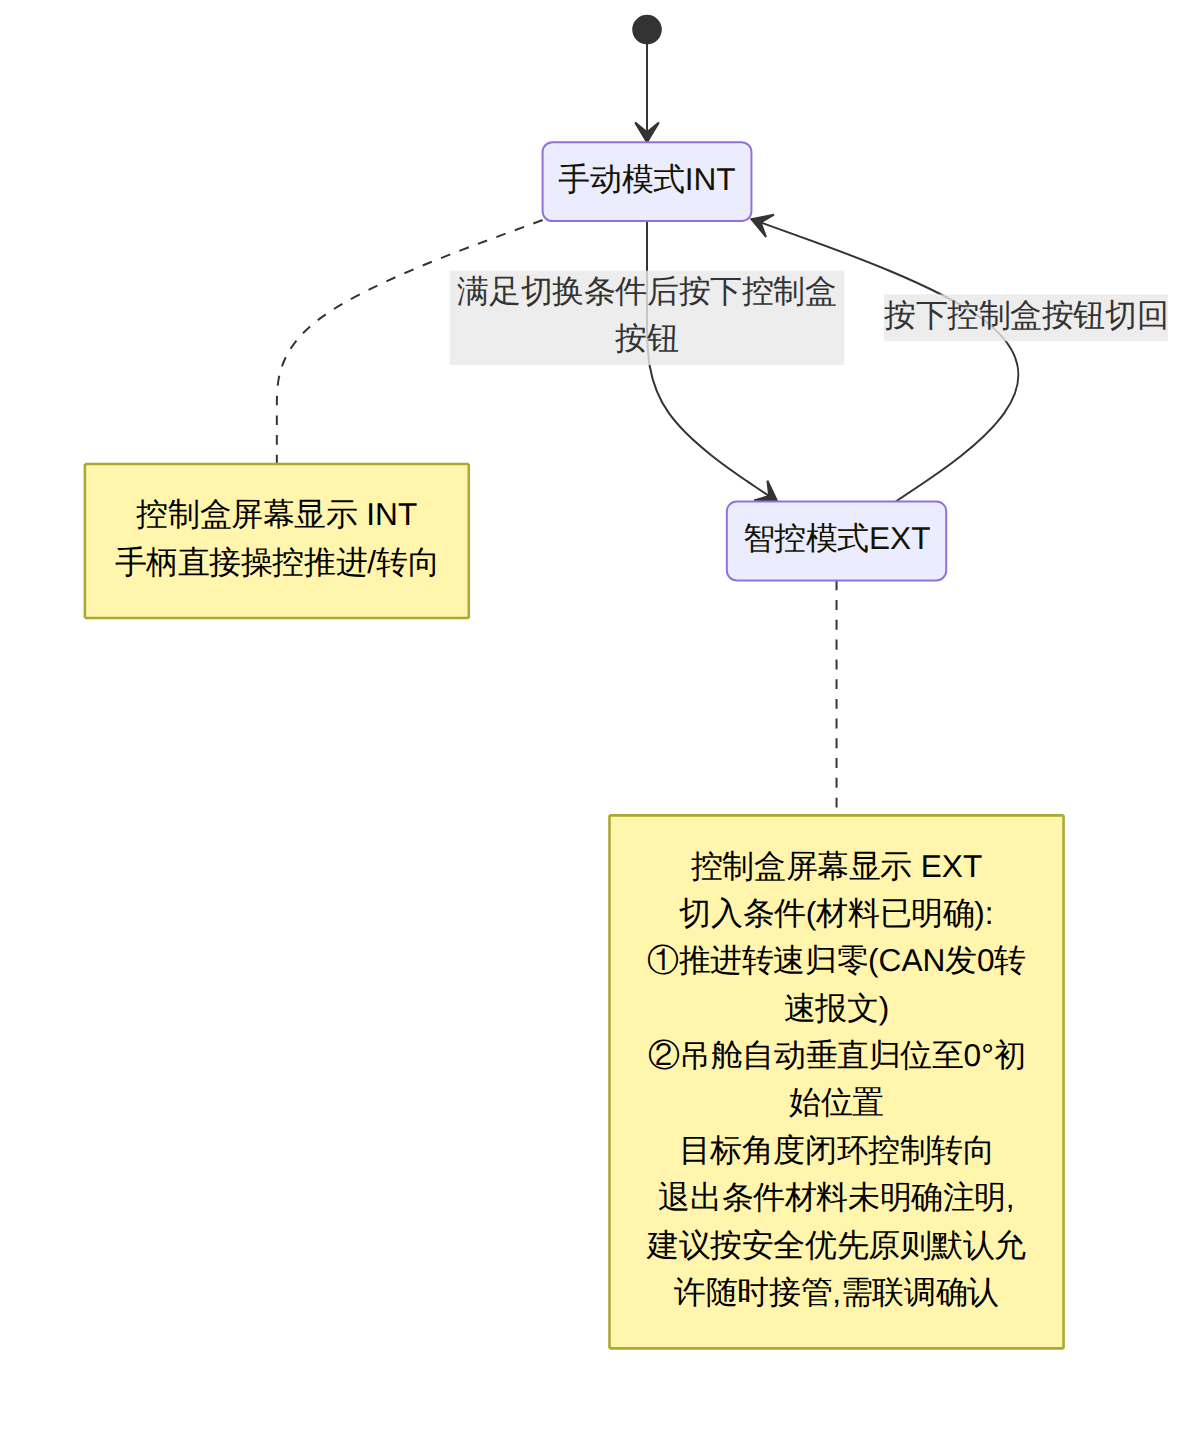 手动模式INT
满足切换条件后按下控制盒
按钮
按下控制盒按钮切回
控制盒屏幕显示 INT
手柄直接操控推进/转向
智控模式EXT
控制盒屏幕显示 EXT
切入条件(材料已明确):
①推进转速归零(CAN发0转
速报文)
②吊舱自动垂直归位至0°初
始位置
目标角度闭环控制转向
退出条件材料未明确注明,
建议按安全优先原则默认允
许随时接管,需联调确认